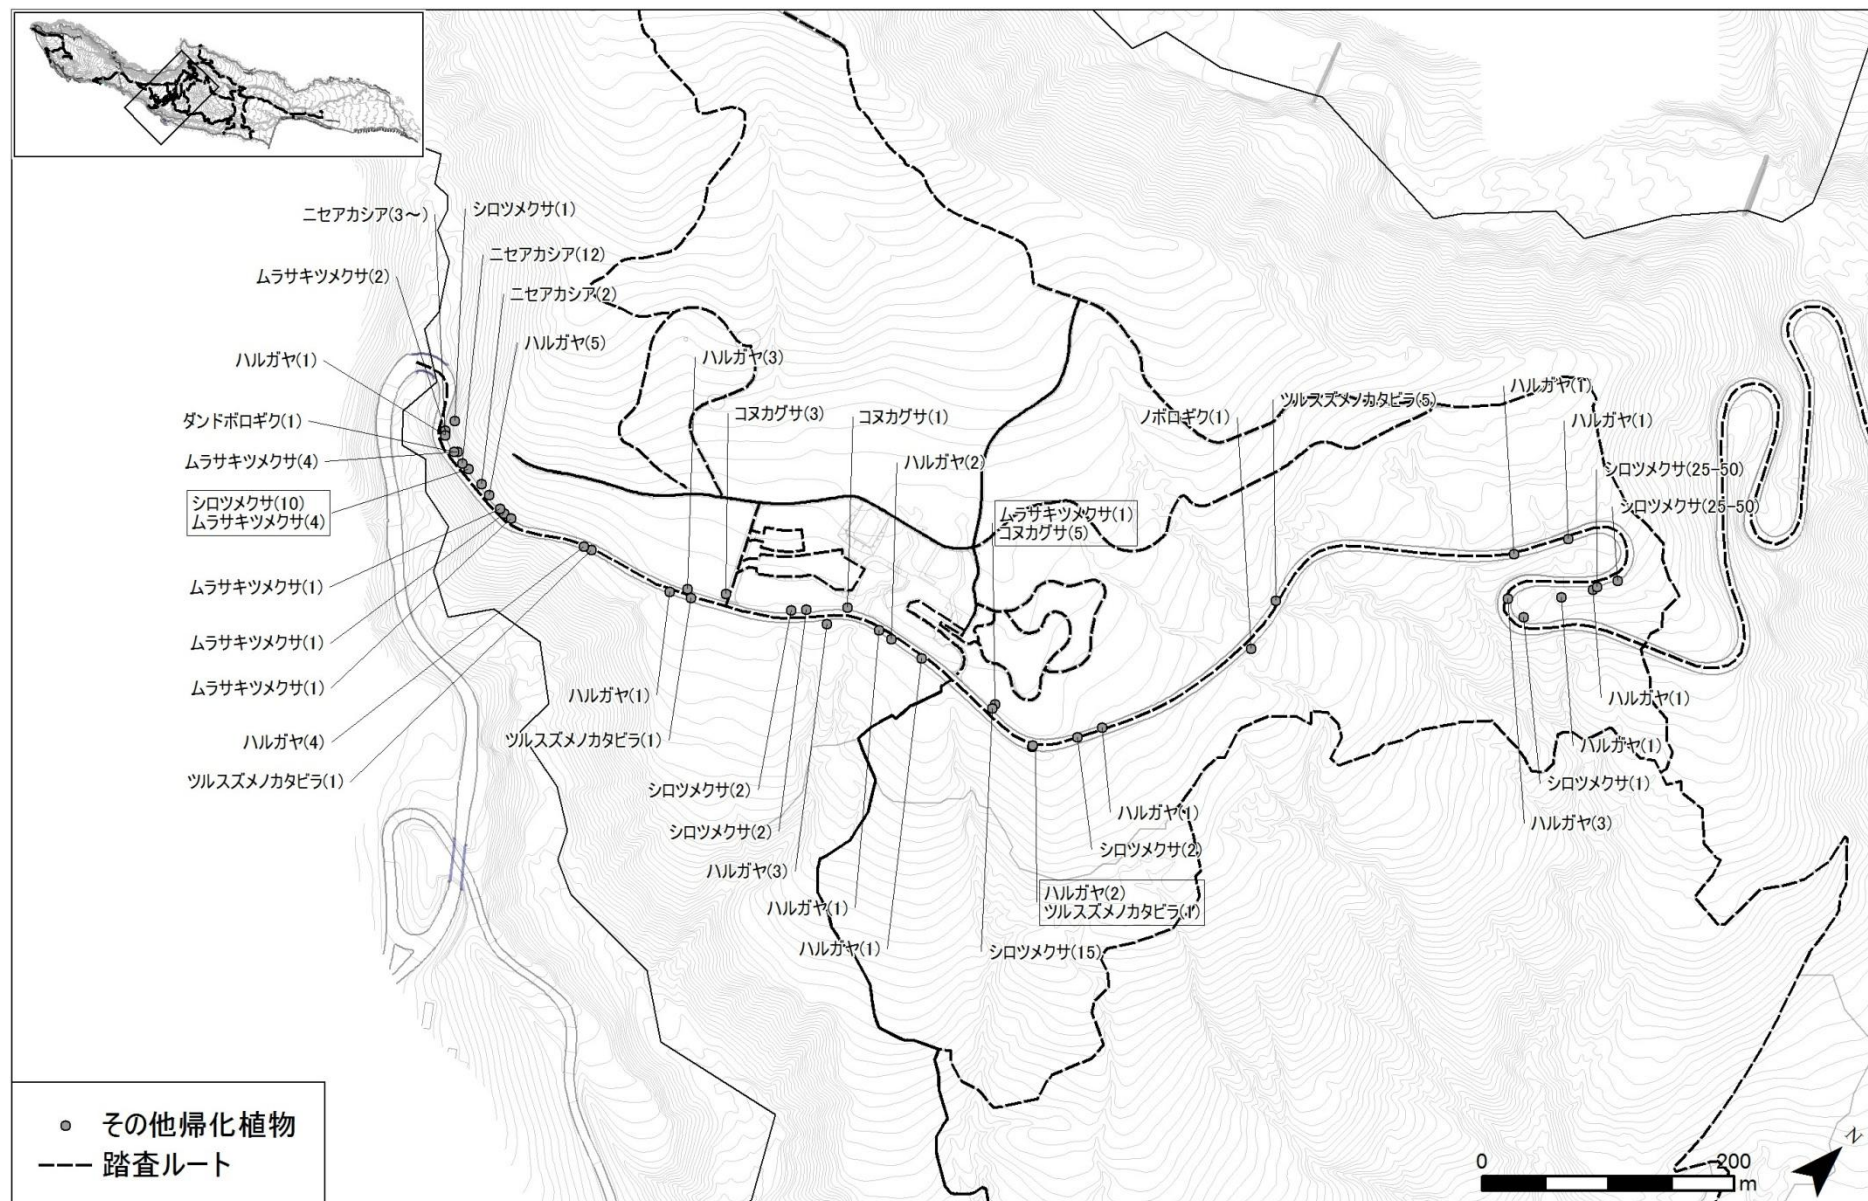 ニセアカシア(3～)
シロツメクサ(1)
ニセアカシア(12)
ムラサキツメクサ(2)
ニセアカシア(2)
ハルガヤ(5)
ハルガヤ(1)
ダンドボロギク(1)
ムラサキツメクサ(4)
シロツメクサ(10)
ムラサキツメクサ(4)
ムラサキツメクサ(1)
ムラサキツメクサ(1)
ムラサキツメクサ(1)
ハルガヤ(4)
ツルスズメノカタビラ(1)
ハルガヤ(3)
コヌカグサ(3)
コヌカグサ(1)
ハルガヤ(2)
ムラサキツメクサ(1)
コヌカグサ(5)
ノボロギク(1)
ツルスズメノカタビラ(5)
ハルガヤ(1)
ハルガヤ(1)
シロツメクサ(25-50)
シロツメクサ(25-50)
ハルガヤ(1)
ツルスズメノカタビラ(1)
シロツメクサ(2)
シロツメクサ(2)
ハルガヤ(3)
ハルガヤ(1)
ハルガヤ(1)
シロツメクサ(15)
ハルガヤ(2)
ツルスズメノカタビラ(1)
シロツメクサ(2)
ハルガヤ(1)
ハルガヤ(1)
ハルガヤ(1)
シロツメクサ(1)
ハルガヤ(3)
その他帰化植物
踏査ルート
0 200
m
N